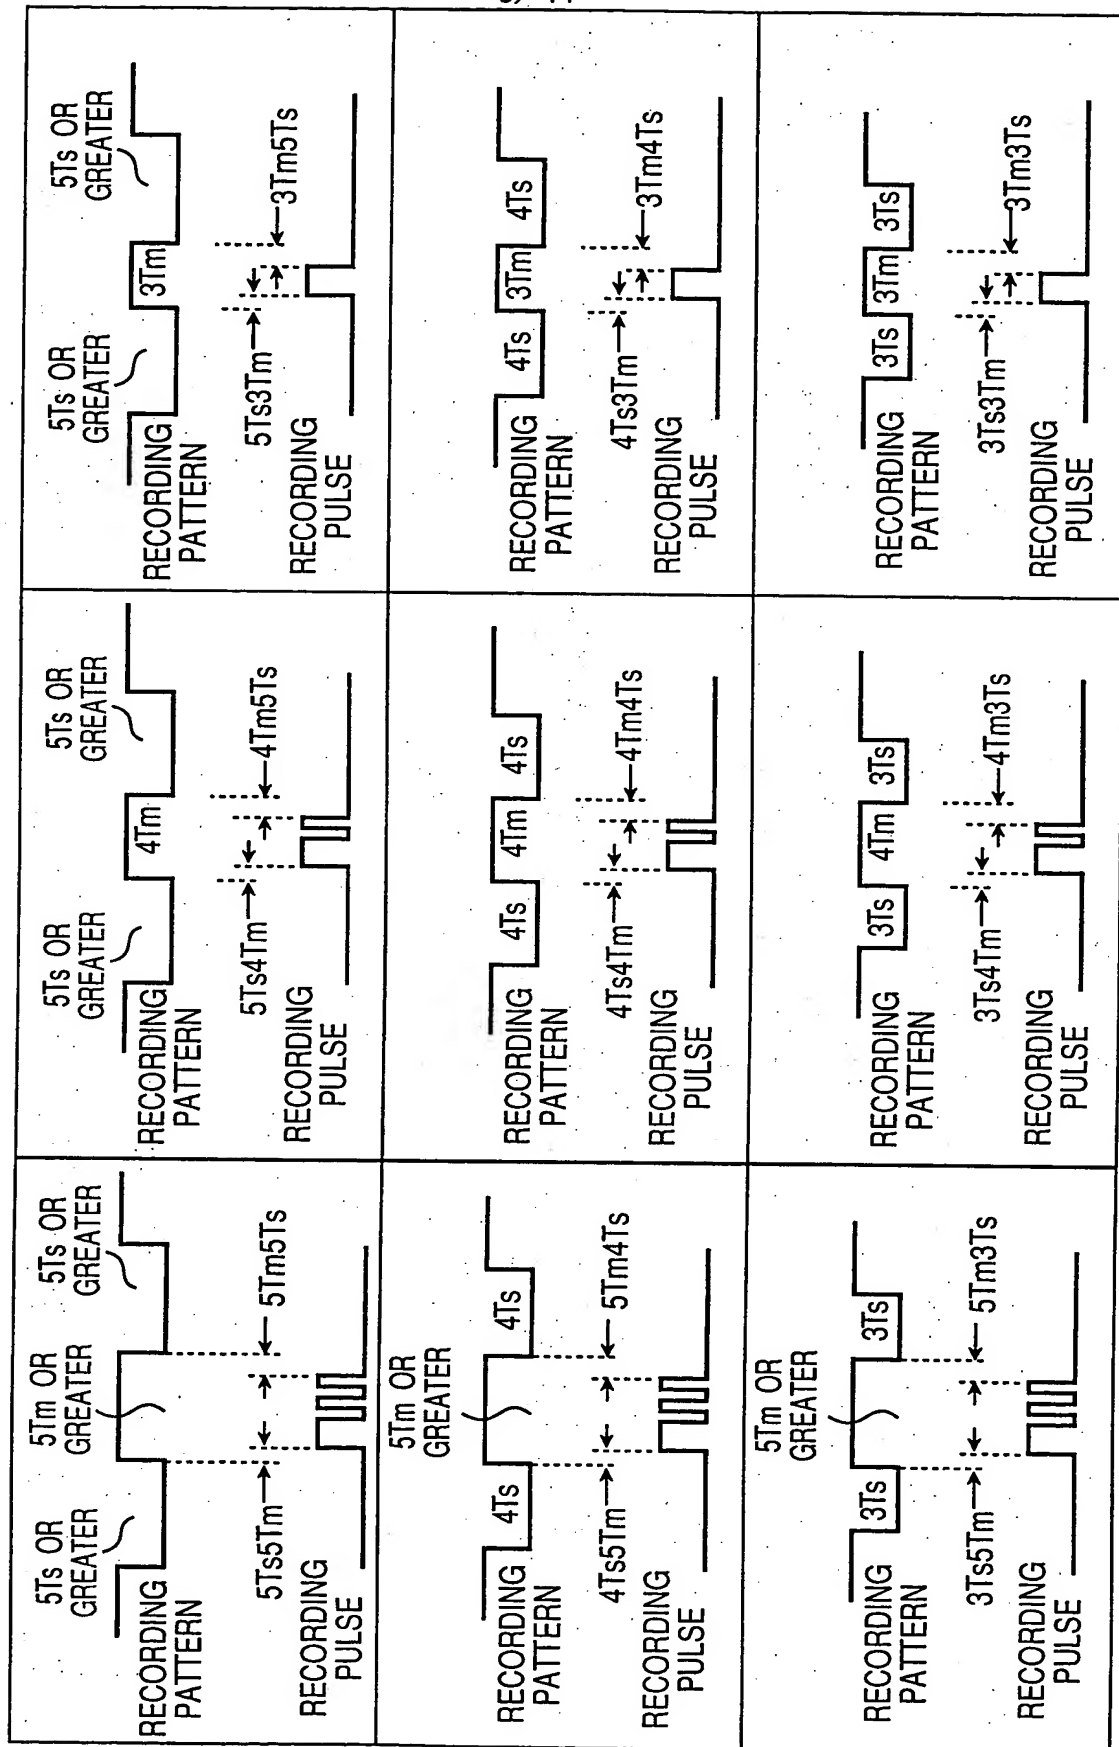 5Ts OR
GREATER
5Tm OR
GREATER
5Ts OR
GREATER
RECORDING
PATTERN
5Ts5Tm
5Tm5Ts
RECORDING
PULSE
5Ts OR
GREATER
4Tm
5Ts OR
GREATER
RECORDING
PATTERN
5Ts4Tm
4Tm5Ts
RECORDING
PULSE
5Ts OR
GREATER
3Tm
5Ts OR
GREATER
RECORDING
PATTERN
5Ts3Tm
3Tm5Ts
RECORDING
PULSE
5Tm OR
GREATER
4Ts
4Ts
RECORDING
PATTERN
4Ts5Tm
5Tm4Ts
RECORDING
PULSE
4Ts
4Tm
4Ts
RECORDING
PATTERN
4Ts4Tm
4Tm4Ts
RECORDING
PULSE
4Ts
3Tm
4Ts
RECORDING
PATTERN
4Ts3Tm
3Tm4Ts
RECORDING
PULSE
5Tm OR
GREATER
3Ts
3Ts
RECORDING
PATTERN
3Ts5Tm
5Tm3Ts
RECORDING
PULSE
3Ts
4Tm
3Ts
RECORDING
PATTERN
3Ts4Tm
4Tm3Ts
RECORDING
PULSE
3Ts
3Tm
3Ts
RECORDING
PATTERN
3Ts3Tm
3Tm3Ts
RECORDING
PULSE